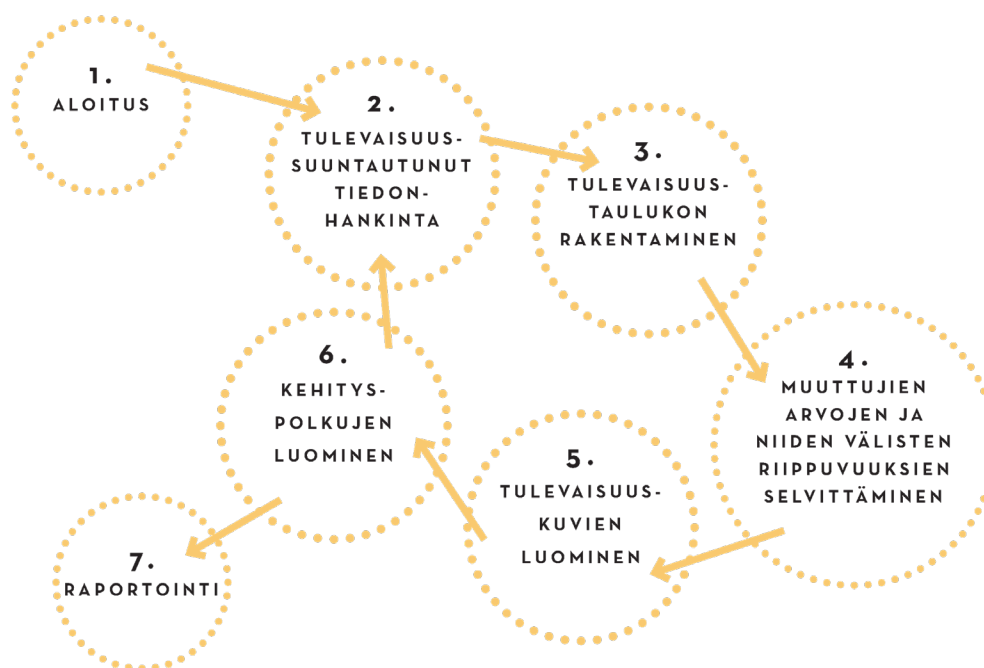 1.
ALOITUS
2.
TULEVAISUUS-
SUUNTAUTUNUT
TIEDON-
HANKINTA
3.
TULEVAISUUS-
TAULUKON
RAKENTAMINEN
4.
MUUTTUJIEN
ARVOJEN JA
NIIDEN VÄLISTEN
RIIPPUVUUKSIEN
SELVITTÄMINEN
5.
TULEVAISUUS-
KUVIEN
LUOMINEN
6.
KEHITYS-
POLKUJEN
LUOMINEN
7.
RAPORTOINTI